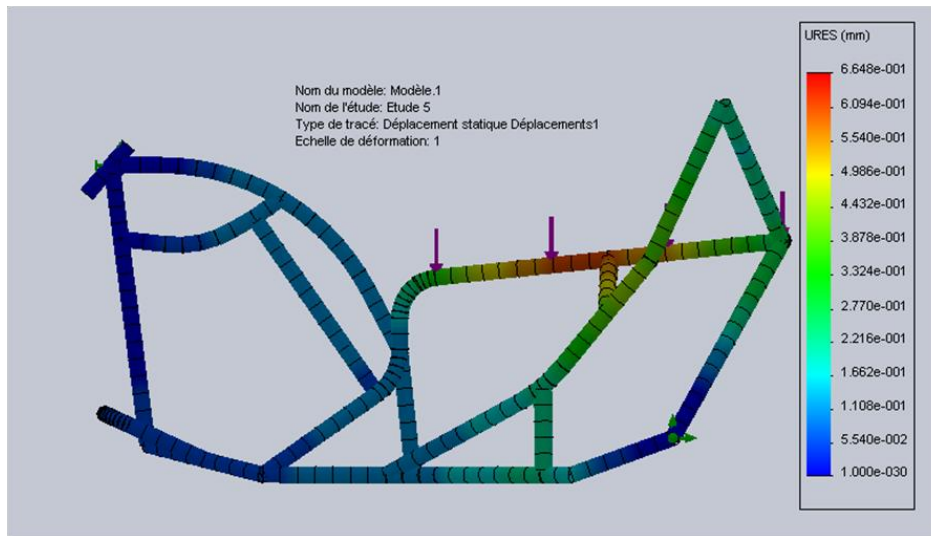 Nom du modèle: Modèle.1
Nom de l'étude: Etude 5
Type de tracé: Déplacement statique Déplacements1
Echelle de déformation: 1
URES (mm)
6.648e-001
6.094e-001
5.540e-001
4.986e-001
4.432e-001
3.878e-001
3.324e-001
2.770e-001
2.216e-001
1.662e-001
1.108e-001
5.540e-002
1.000e-030